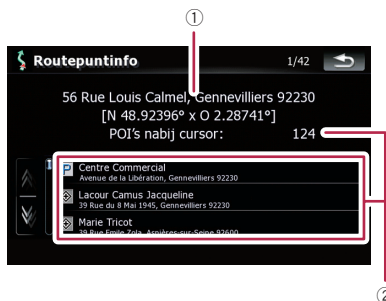 ①
Routepuntinfo 1/42
56 Rue Louis Calmel, Gennevilliers 92230
[N 48.92396° x O 2.28741°]
POI's nabij cursor: 124
Centre Commercial
Avenue de la Libération, Gennevilliers 92230
Lacour Camus Jacqueline
39 Rue du 8 Mai 1945, Gennevilliers 92230
Marie Tricot
39 Rue Emile Zola, Asnières-sur-Seine 92600
②